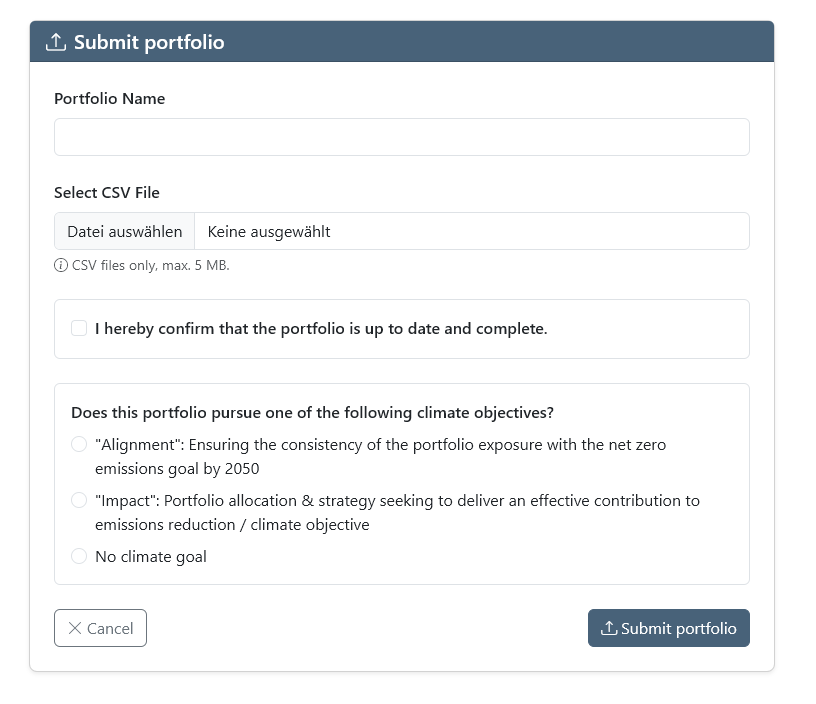 Submit portfolio
Portfolio Name
Select CSV File
Datei auswählen Keine ausgewählt
CSV files only, max. 5 MB.
I hereby confirm that the portfolio is up to date and complete.
Does this portfolio pursue one of the following climate objectives?
"Alignment": Ensuring the consistency of the portfolio exposure with the net zero
emissions goal by 2050
"Impact": Portfolio allocation & strategy seeking to deliver an effective contribution to
emissions reduction / climate objective
No climate goal
Cancel Submit portfolio